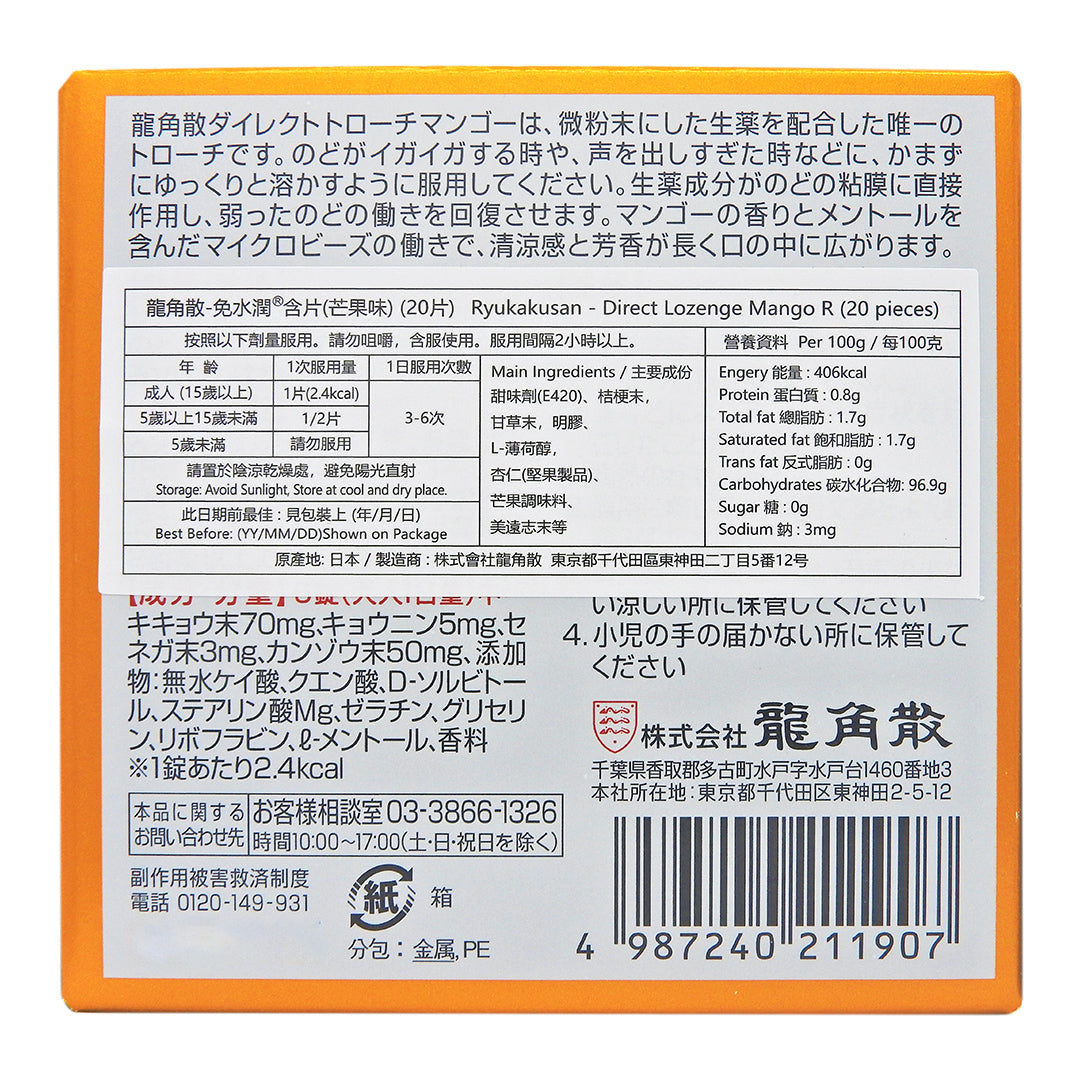 龍角散ダイレクトトローチマンゴーは、微粉末にした生薬を配合した唯一の
トローチです。のどがイガイガする時や、声を出しすぎた時などに、かまず
にゆっくりと溶かすように服用してください。生薬成分がのどの粘膜に直接
作用し、弱ったのどの働きを回復させます。マンゴーの香りとメントールを
含んだマイクロビーズの働きで、清涼感と芳香が長く口の中に広がります。
龍角散-免水潤®含片(芒果味) (20片) Ryukakusan - Direct Lozenge Mango R (20 pieces)
按照以下劑量服用。請勿咀嚼，含服使用。服用間隔2小時以上。
年 齡 1次服用量 1日服用次數
成人 (15歲以上) 1片(2.4kcal)
5歲以上15歲未滿 1/2片 3-6次
5歲未滿 請勿服用
請置於陰涼乾燥處，避免陽光直射
Storage: Avoid Sunlight, Store at cool and dry place.
此日期前最佳 : 見包裝上 (年/月/日)
Best Before: (YY/MM/DD)Shown on Package
Main Ingredients / 主要成份
甜味劑(E420)、桔梗末，
甘草末，明膠、
L-薄荷醇，
杏仁(堅果製品)、
芒果調味料、
美遠志末等
營養資料 Per 100g / 每100克
Engery 能量 : 406kcal
Protein 蛋白質 : 0.8g
Total fat 總脂肪 : 1.7g
Saturated fat 飽和脂肪 : 1.7g
Trans fat 反式脂肪 : 0g
Carbohydrates 碳水化合物: 96.9g
Sugar 糖 : 0g
Sodium 鈉 : 3mg
原產地: 日本 / 製造商 : 株式會社龍角散 東京都千代田區東神田二丁目5番12号
キキョウ末70mg、キョウニン5mg、セ
ネガ末3mg、カンゾウ末50mg、添加
物：無水ケイ酸、クエン酸、D-ソルビトー
ル、ステアリン酸Mg、ゼラチン、グリセリ
ン、リボフラビン、ℓ-メントール、香料
※1錠あたり2.4kcal
本品に関する
お問い合わせ先
お客様相談室 03-3866-1326
時間10:00～17:00(土・日・祝日を除く)
副作用被害救済制度
電話 0120-149-931
紙 箱
分包：金属,PE
い涼しい所に保管してください
4. 小児の手の届かない所に保管して
ください
株式会社 龍角散
千葉県香取郡多古町水戸字水戸台1460番地3
本社所在地：東京都千代田区東神田2-5-12
4 987240 211907